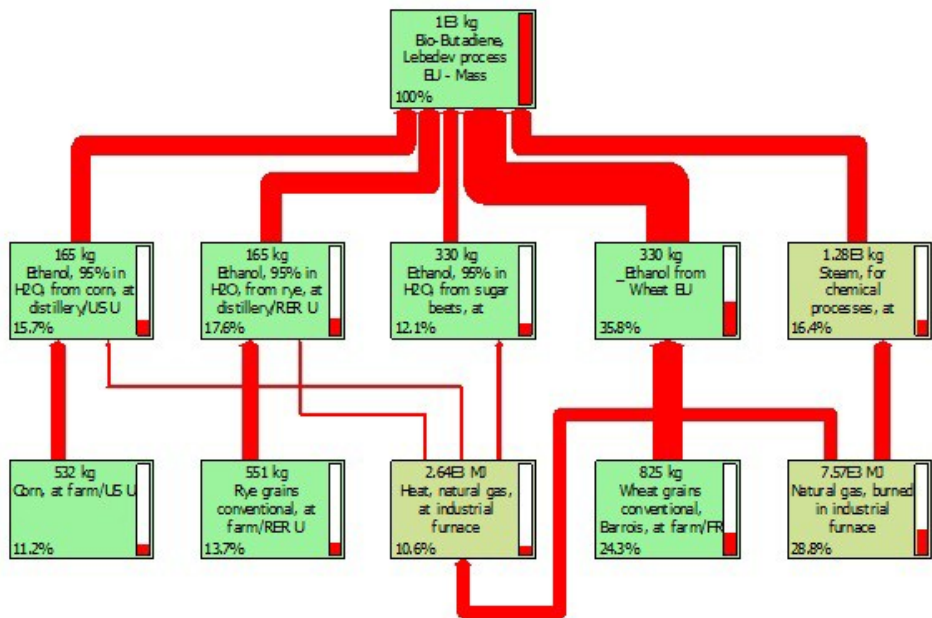 1E3 kg
Bio-Butadiene,
Lebedev process
EU - Mass
100%
165 kg
Ethanol, 95% in
H2O, from corn, at
distillery/US U
15.7%
165 kg
Ethanol, 95% in
H2O, from rye, at
distillery/RER U
17.6%
330 kg
Ethanol, 95% in
H2O, from sugar
beets, at
12.1%
330 kg
_Ethanol from
Wheat EU
35.8%
1.28E3 kg
Steam, for
chemical
processes, at
16.4%
532 kg
Corn, at farm/US U
11.2%
551 kg
Rye grains
conventional, at
farm/RER U
13.7%
2.64E3 MJ
Heat, natural gas,
at industrial
furnace
10.6%
825 kg
Wheat grains
conventional,
Barrois, at farm/FR
24.3%
7.57E3 MJ
Natural gas, burned
in industrial
furnace
28.8%